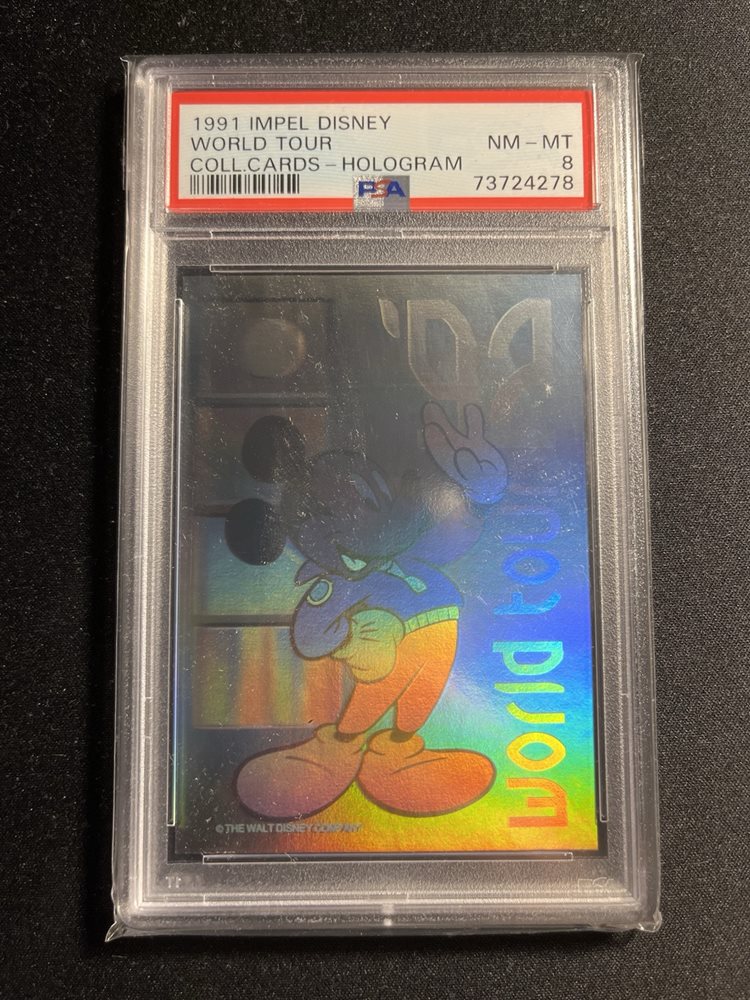 1991 IMPEL DISNEY
WORLD TOUR NM - MT
COLL.CARDS - HOLOGRAM 8
PSA 73724278
World tour
© THE WALT DISNEY COMPANY